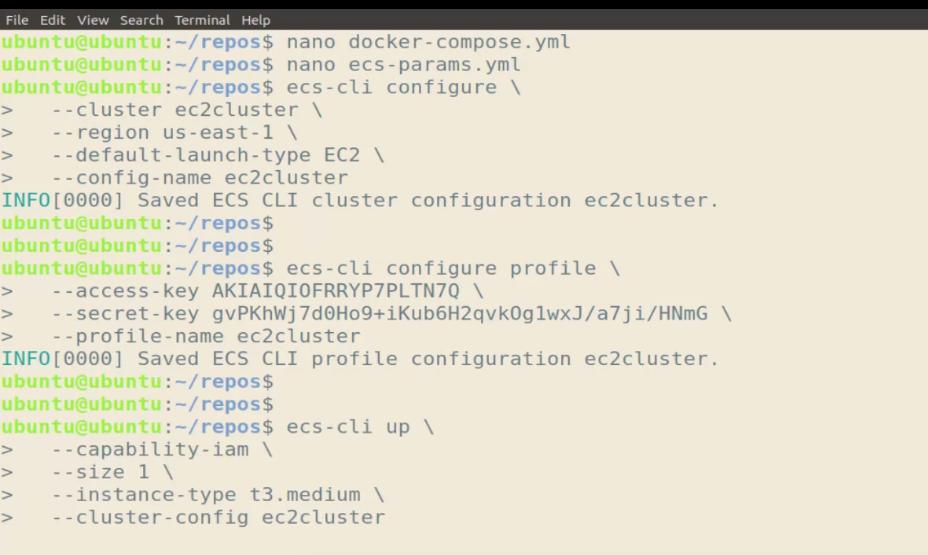 File Edit View Search Terminal Help
ubuntu@ubuntu:~/repos$ nano docker-compose.yml
ubuntu@ubuntu:~/repos$ nano ecs-params.yml
ubuntu@ubuntu:~/repos$ ecs-cli configure \
>   --cluster ec2cluster \
>   --region us-east-1 \
>   --default-launch-type EC2 \
>   --config-name ec2cluster
INFO[0000] Saved ECS CLI cluster configuration ec2cluster.
ubuntu@ubuntu:~/repos$
ubuntu@ubuntu:~/repos$
ubuntu@ubuntu:~/repos$ ecs-cli configure profile \
>   --access-key AKIAIQIOFRRYP7PLTN7Q \
>   --secret-key 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 \
>   --profile-name ec2cluster
INFO[0000] Saved ECS CLI profile configuration ec2cluster.
ubuntu@ubuntu:~/repos$
ubuntu@ubuntu:~/repos$
ubuntu@ubuntu:~/repos$ ecs-cli up \
>   --capability-iam \
>   --size 1 \
>   --instance-type t3.medium \
>   --cluster-config ec2cluster